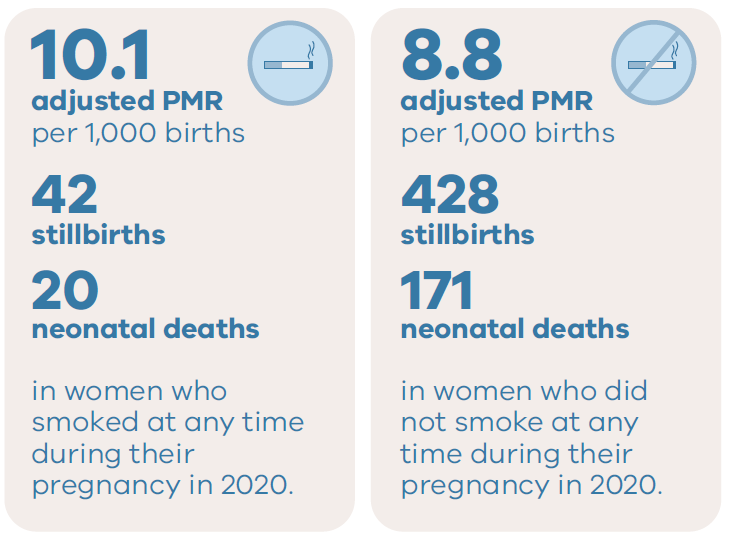 10.1
adjusted PMR
per 1,000 births
42
stillbirths
20
neonatal deaths
in women who
smoked at any time
during their
pregnancy in 2020.
8.8
adjusted PMR
per 1,000 births
428
stillbirths
171
neonatal deaths
in women who did
not smoke at any
time during their
pregnancy in 2020.